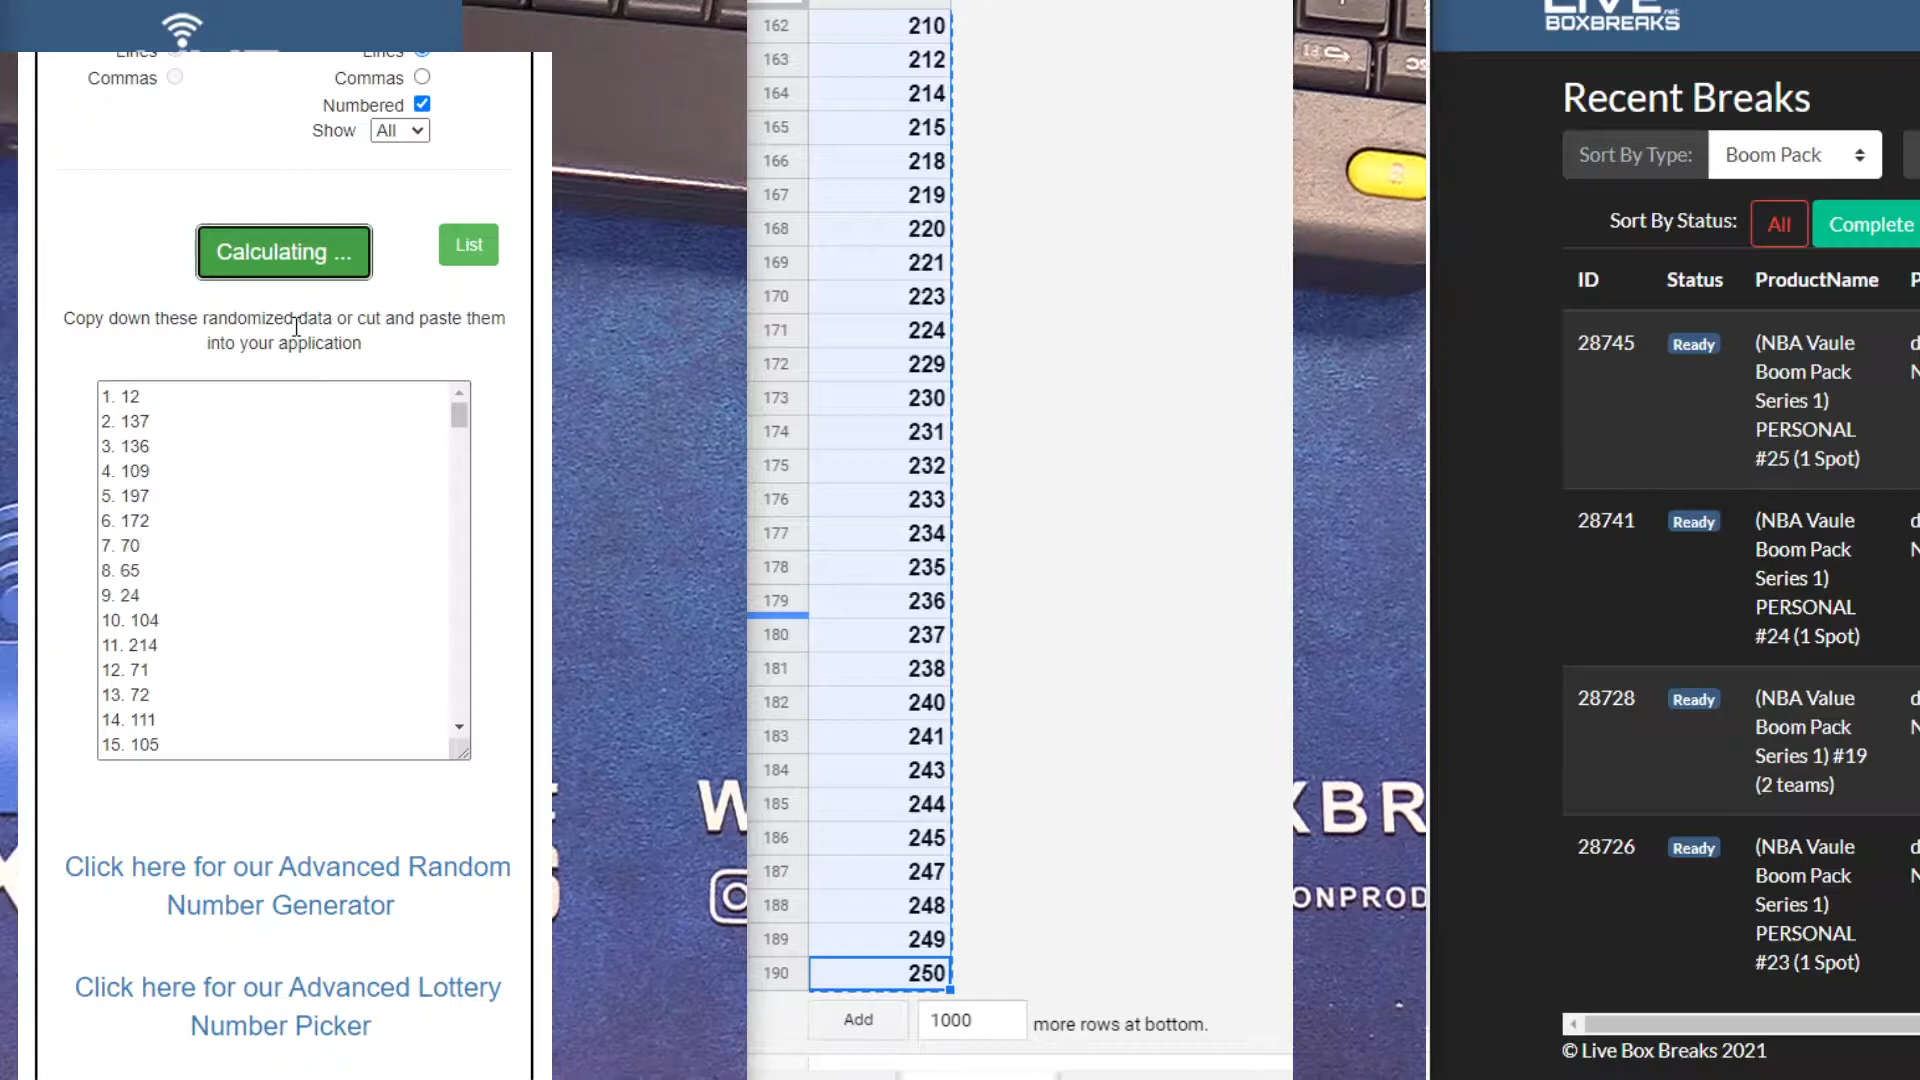 Lines Lines
Commas Commas
Numbered
Show All
Calculating ...
List
Copy down these randomized data or cut and paste them
into your application
1. 12
2. 137
3. 136
4. 109
5. 197
6. 172
7. 70
8. 65
9. 24
10. 104
11. 214
12. 71
13. 72
14. 111
15. 105
Click here for our Advanced Random
Number Generator
Click here for our Advanced Lottery
Number Picker
162 210
163 212
164 214
165 215
166 218
167 219
168 220
169 221
170 223
171 224
172 229
173 230
174 231
175 232
176 233
177 234
178 235
179 236
180 237
181 238
182 240
183 241
184 243
185 244
186 245
187 247
188 248
189 249
190 250
Add 1000 more rows at bottom.
W
XBR
ONPROD
LIVE.net
BOXBREAKS
Recent Breaks
Sort By Type: Boom Pack
Sort By Status: All Complete
ID Status ProductName P
28745 Ready (NBA Vaule
Boom Pack
Series 1)
PERSONAL
#25 (1 Spot)
28741 Ready (NBA Vaule
Boom Pack
Series 1)
PERSONAL
#24 (1 Spot)
28728 Ready (NBA Value
Boom Pack
Series 1) #19
(2 teams)
28726 Ready (NBA Vaule
Boom Pack
Series 1)
PERSONAL
#23 (1 Spot)
© Live Box Breaks 2021